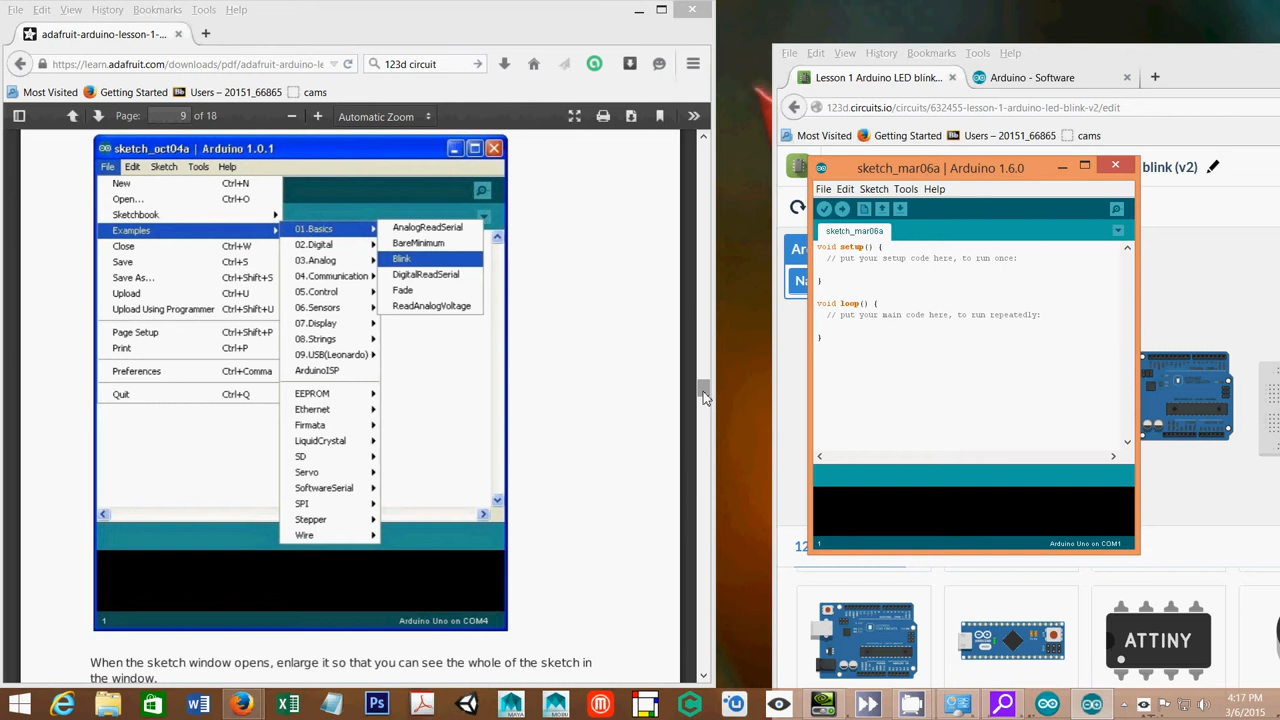 File Edit View History Bookmarks Tools Help
adafruit-arduino-lesson-1-...
https://learn.adafruit.com/downloads/pdf/adafruit-arduino-le
123d circuit
Most Visited Getting Started Users – 20151_66865 cams
Page: 9 of 18 Automatic Zoom
sketch_oct04a | Arduino 1.0.1
File Edit Sketch Tools Help
New Ctrl+N
Open... Ctrl+O
Sketchbook
Examples
Close Ctrl+W
Save Ctrl+S
Save As... Ctrl+Shift+S
Upload Ctrl+U
Upload Using Programmer Ctrl+Shift+U
Page Setup Ctrl+Shift+P
Print Ctrl+P
Preferences Ctrl+Comma
Quit Ctrl+Q
01.Basics
02.Digital
03.Analog
04.Communication
05.Control
06.Sensors
07.Display
08.Strings
09.USB(Leonardo)
ArduinoISP
EEPROM
Ethernet
Firmata
LiquidCrystal
SD
Servo
SoftwareSerial
SPI
Stepper
Wire
AnalogReadSerial
BareMinimum
Blink
DigitalReadSerial
Fade
ReadAnalogVoltage
1 Arduino Uno on COM4
When the sketch window opens, enlarge it so that you can see the whole of the sketch in
the window.
File Edit View History Bookmarks Tools Help
Lesson 1 Arduino LED blink...
Arduino - Software
123d.circuits.io/circuits/632455-lesson-1-arduino-led-blink-v2/edit
Most Visited Getting Started Users – 20151_66865 cams
blink (v2)
sketch_mar06a | Arduino 1.6.0
File Edit Sketch Tools Help
sketch_mar06a
void setup() {
// put your setup code here, to run once:
}
void loop() {
// put your main code here, to run repeatedly:
}
1 Arduino Uno on COM1
12
ATTINY
4:17 PM
3/6/2015